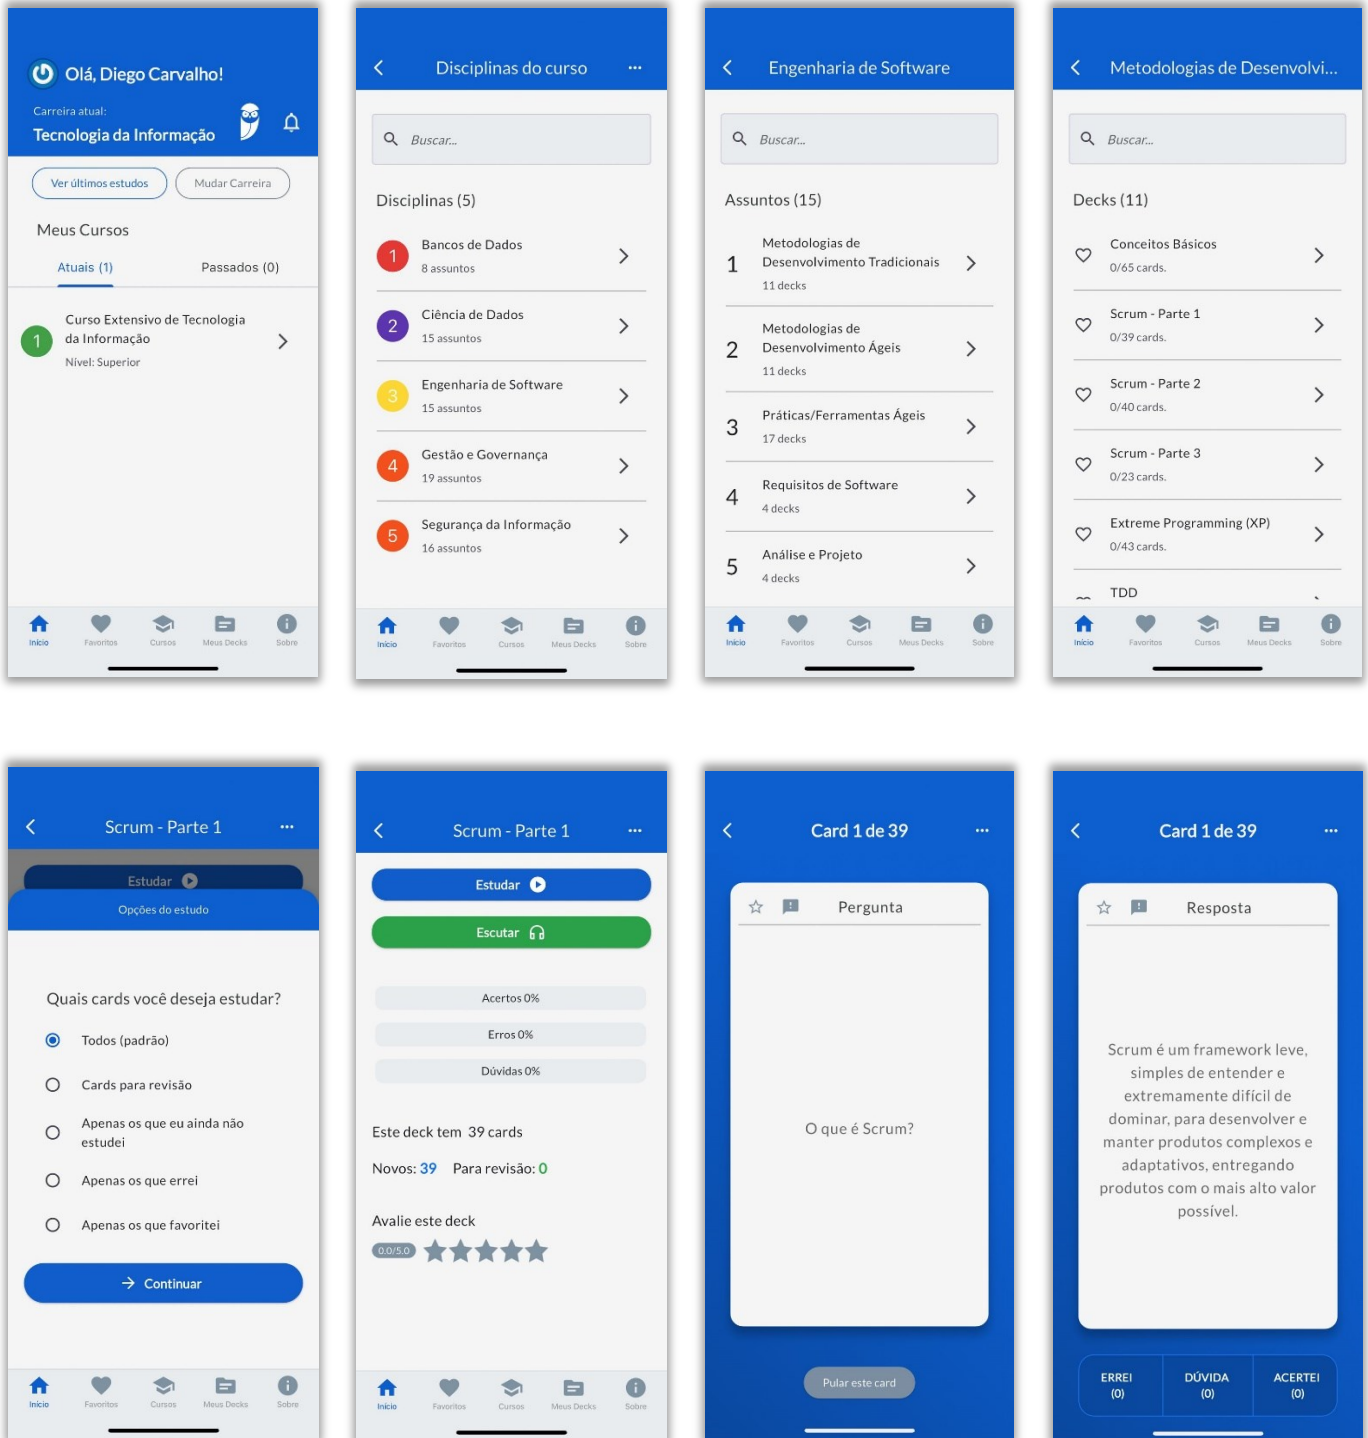 Olá, Diego Carvalho!
Carreira atual:
Tecnologia da Informação
Ver últimos estudos
Mudar Carreira
Meus Cursos
Atuais (1)
Passados (0)
1
Curso Extensivo de Tecnologia
da Informação
Nível: Superior
Início
Favoritos
Cursos
Meus Decks
Sobre
Disciplinas do curso
Buscar...
Disciplinas (5)
1
Bancos de Dados
8 assuntos
2
Ciência de Dados
15 assuntos
3
Engenharia de Software
15 assuntos
4
Gestão e Governança
19 assuntos
5
Segurança da Informação
16 assuntos
Início
Favoritos
Cursos
Meus Decks
Sobre
Engenharia de Software
Buscar...
Assuntos (15)
1
Metodologias de
Desenvolvimento Tradicionais
11 decks
2
Metodologias de
Desenvolvimento Ágeis
11 decks
3
Práticas/Ferramentas Ágeis
17 decks
4
Requisitos de Software
4 decks
5
Análise e Projeto
4 decks
Início
Favoritos
Cursos
Meus Decks
Sobre
Metodologias de Desenvolvi...
Buscar...
Decks (11)
Conceitos Básicos
0/65 cards.
Scrum - Parte 1
0/39 cards.
Scrum - Parte 2
0/40 cards.
Scrum - Parte 3
0/23 cards.
Extreme Programming (XP)
0/43 cards.
TDD
Início
Favoritos
Cursos
Meus Decks
Sobre
Scrum - Parte 1
Estudar
Opções do estudo
Quais cards você deseja estudar?
Todos (padrão)
Cards para revisão
Apenas os que eu ainda não
estudei
Apenas os que errei
Apenas os que favoritei
Continuar
Início
Favoritos
Cursos
Meus Decks
Sobre
Scrum - Parte 1
Estudar
Escutar
Acertos 0%
Erros 0%
Dúvidas 0%
Este deck tem 39 cards
Novos: 39 Para revisão: 0
Avalie este deck
0.0/5.0
Início
Favoritos
Cursos
Meus Decks
Sobre
Card 1 de 39
Pergunta
O que é Scrum?
Pular este card
Card 1 de 39
Resposta
Scrum é um framework leve,
simples de entender e
extremamente difícil de
dominar, para desenvolver e
manter produtos complexos e
adaptativos, entregando
produtos com o mais alto valor
possível.
ERREI
(0)
DÚVIDA
(0)
ACERTEI
(0)